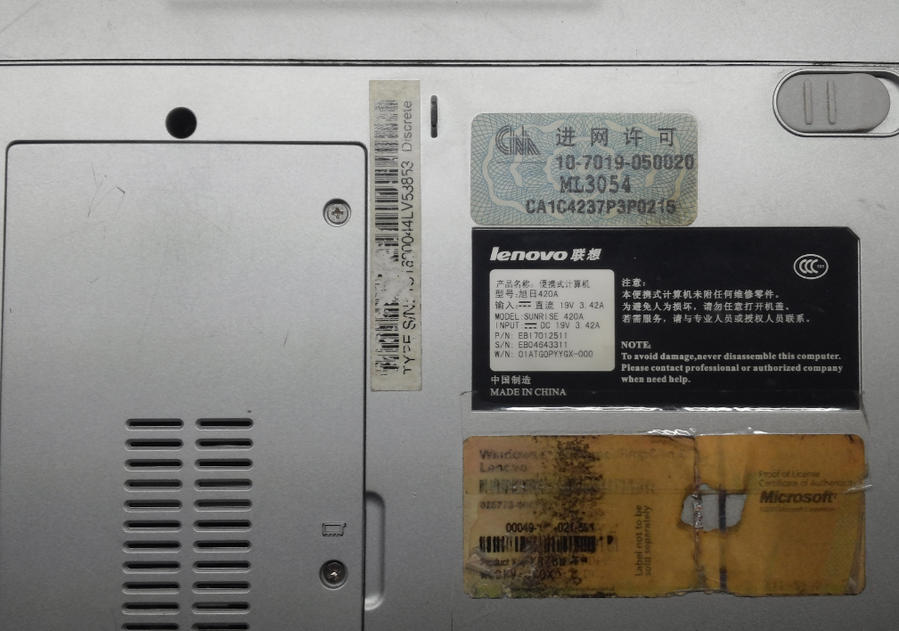 Discrete
进网许可
10-7019-050020
ML3054
CA1C4237P3P0215
lenovo 联想
产品名称: 便携式计算机
型号:旭日420A
输入: 直流 19V 3.42A
MODEL:SUNRISE 420A
INPUT: DC 19V 3.42A
P/N: EB17012511
S/N: EB04643311
W/N: 01ATG0PYYGX-000
中国制造
MADE IN CHINA
CCC
注意:
本便携式计算机未附任何维修零件。
为避免人为损坏,请勿任意打开机盖。
若需服务,请与专业人员或授权人员联系。
NOTE:
To avoid damage,never disassemble this computer.
Please contact professional or authorized company
when need help.
Windows
Lenovo
00049-
Label not to be
sold separately
Proof of License
Certificate of Authenticity
Microsoft